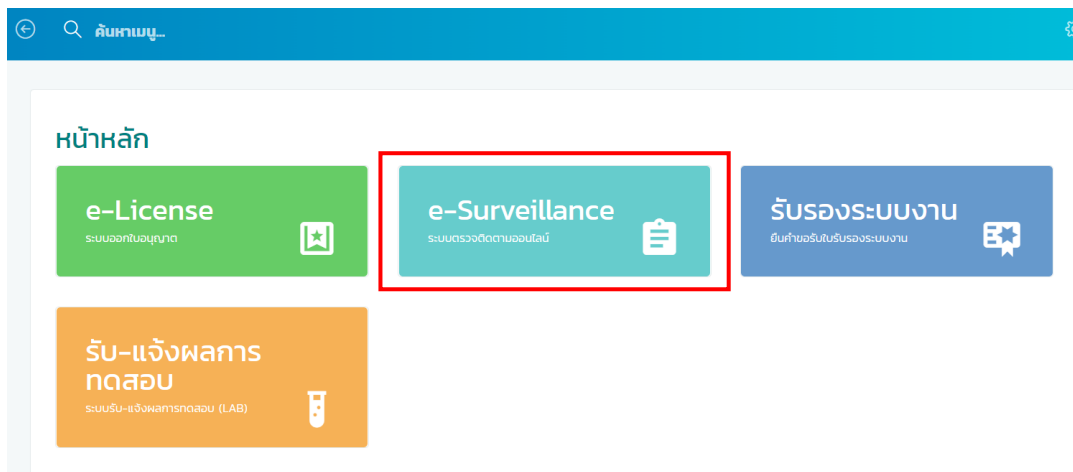 ค้นหาเมนู...
หน้าหลัก
e-License
ระบบออกใบอนุญาต
e-Surveillance
ระบบตรวจติดตามออนไลน์
รับรองระบบงาน
ยื่นคำขอรับใบรับรองระบบงาน
รับ-แจ้งผลการ
ทดสอบ
ระบบรับ-แจ้งผลการทดสอบ (LAB)